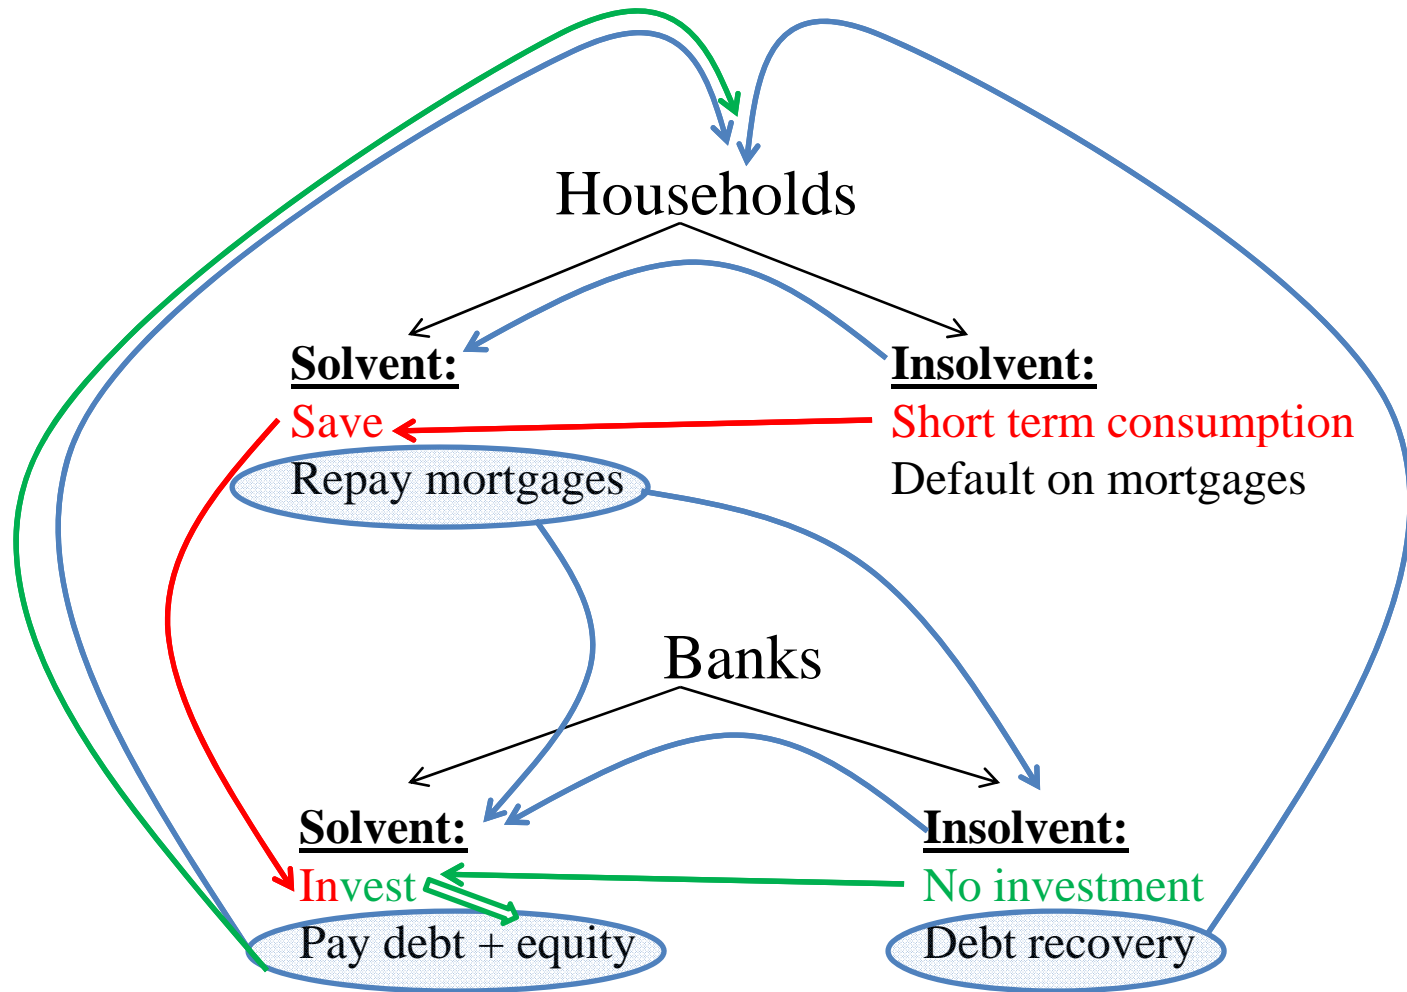 Households
Solvent:
Save
Repay mortgages
Insolvent:
Short term consumption
Default on mortgages
Banks
Solvent:
Invest
Pay debt + equity
Insolvent:
No investment
Debt recovery